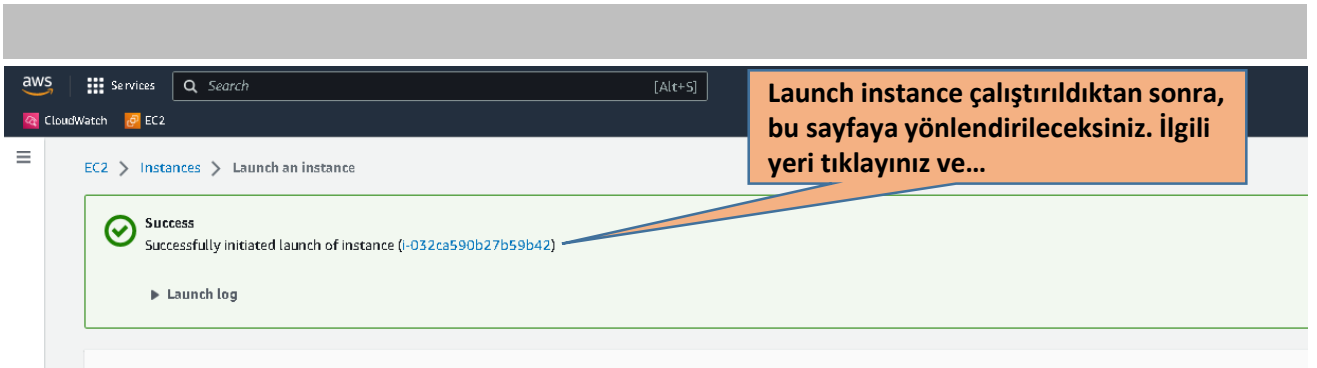 aws
Services
Search
[Alt+S]
CloudWatch
EC2
Launch instance çalıştırıldıktan sonra,
bu sayfaya yönlendirileceksiniz. İlgili
yeri tıklayınız ve…
EC2 > Instances > Launch an instance
Success
Successfully initiated launch of instance (i-032ca590b27b59b42)
Launch log